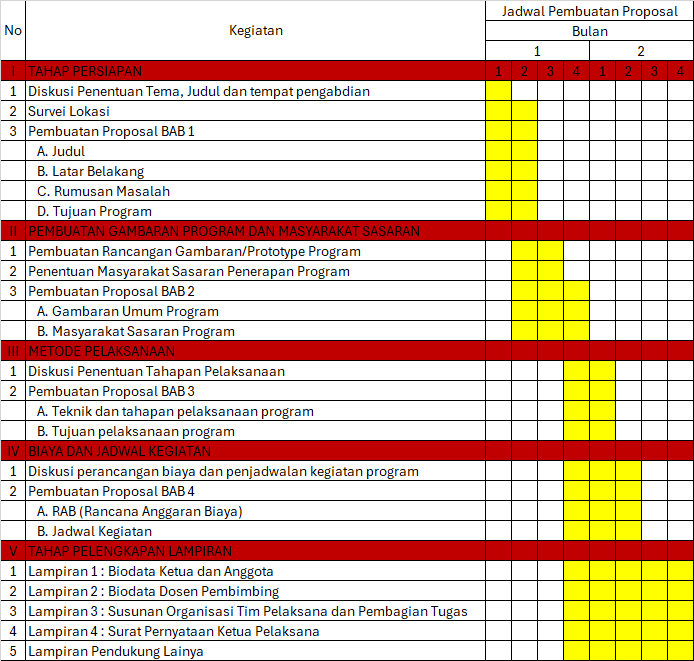 No Kegiatan Jadwal Pembuatan Proposal
Bulan
1 2
I TAHAP PERSIAPAN 1 2 3 4 1 2 3 4
1 Diskusi Penentuan Tema, Judul dan tempat pengabdian
2 Survei Lokasi
3 Pembuatan Proposal BAB 1
A. Judul
B. Latar Belakang
C. Rumusan Masalah
D. Tujuan Program
II PEMBUATAN GAMBARAN PROGRAM DAN MASYARAKAT SASARAN
1 Pembuatan Rancangan Gambaran/Prototype Program
2 Penentuan Masyarakat Sasaran Penerapan Program
3 Pembuatan Proposal BAB 2
A. Gambaran Umum Program
B. Masyarakat Sasaran Program
III METODE PELAKSANAAN
1 Diskusi Penentuan Tahapan Pelaksanaan
2 Pembuatan Proposal BAB 3
A. Teknik dan tahapan pelaksanaan program
B. Tujuan pelaksanaan program
IV BIAYA DAN JADWAL KEGIATAN
1 Diskusi perancangan biaya dan penjadwalan kegiatan program
2 Pembuatan Proposal BAB 4
A. RAB (Rancana Anggaran Biaya)
B. Jadwal Kegiatan
V TAHAP PELENGKAPAN LAMPIRAN
1 Lampiran 1 : Biodata Ketua dan Anggota
2 Lampiran 2 : Biodata Dosen Pembimbing
3 Lampiran 3 : Susunan Organisasi Tim Pelaksana dan Pembagian Tugas
4 Lampiran 4 : Surat Pernyataan Ketua Pelaksana
5 Lampiran Pendukung Lainya